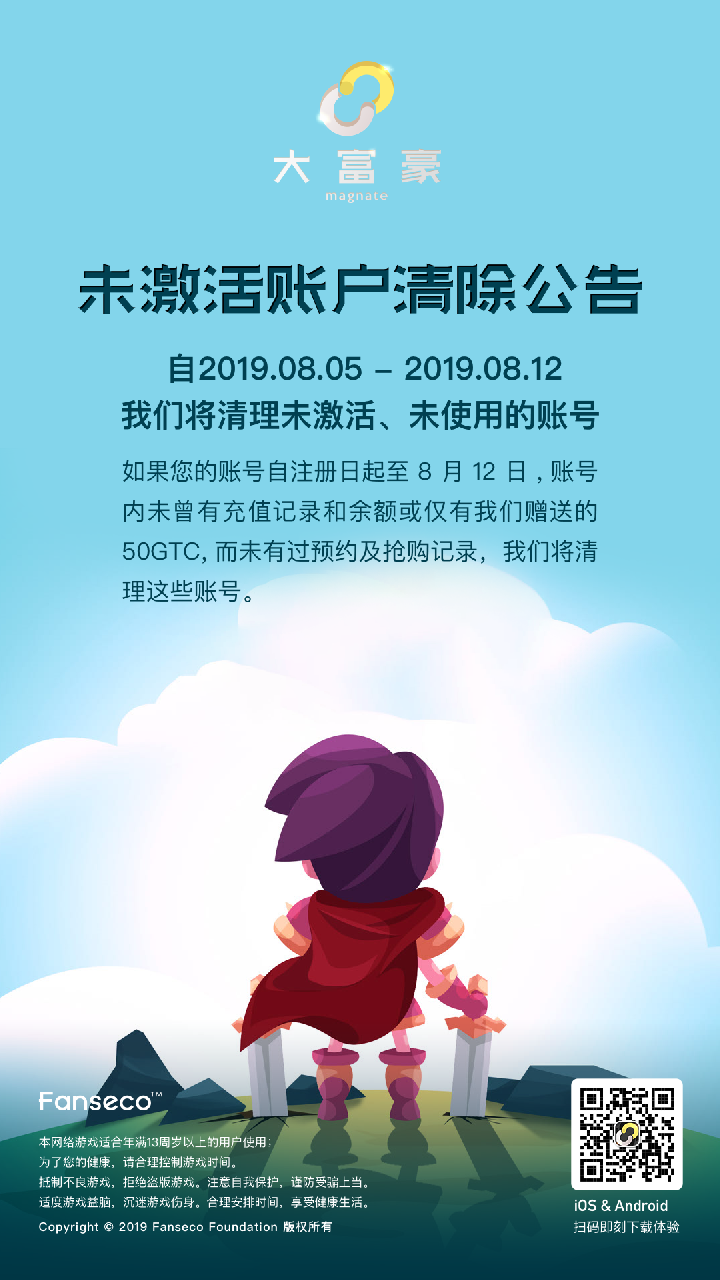 大富豪
magnate
未激活账户清除公告
自2019.08.05 – 2019.08.12
我们将清理未激活、未使用的账号
如果您的账号自注册日起至 8 月 12 日 , 账号
内未曾有充值记录和余额或仅有我们赠送的
50GTC, 而未有过预约及抢购记录，我们将清
理这些账号。
Fanseco™
本网络游戏适合年满13周岁以上的用户使用；
为了您的健康，请合理控制游戏时间。
抵制不良游戏，拒绝盗版游戏。注意自我保护，谨防受骗上当。
适度游戏益脑，沉迷游戏伤身。合理安排时间，享受健康生活。
Copyright © 2019 Fanseco Foundation 版权所有
iOS & Android
扫码即刻下载体验